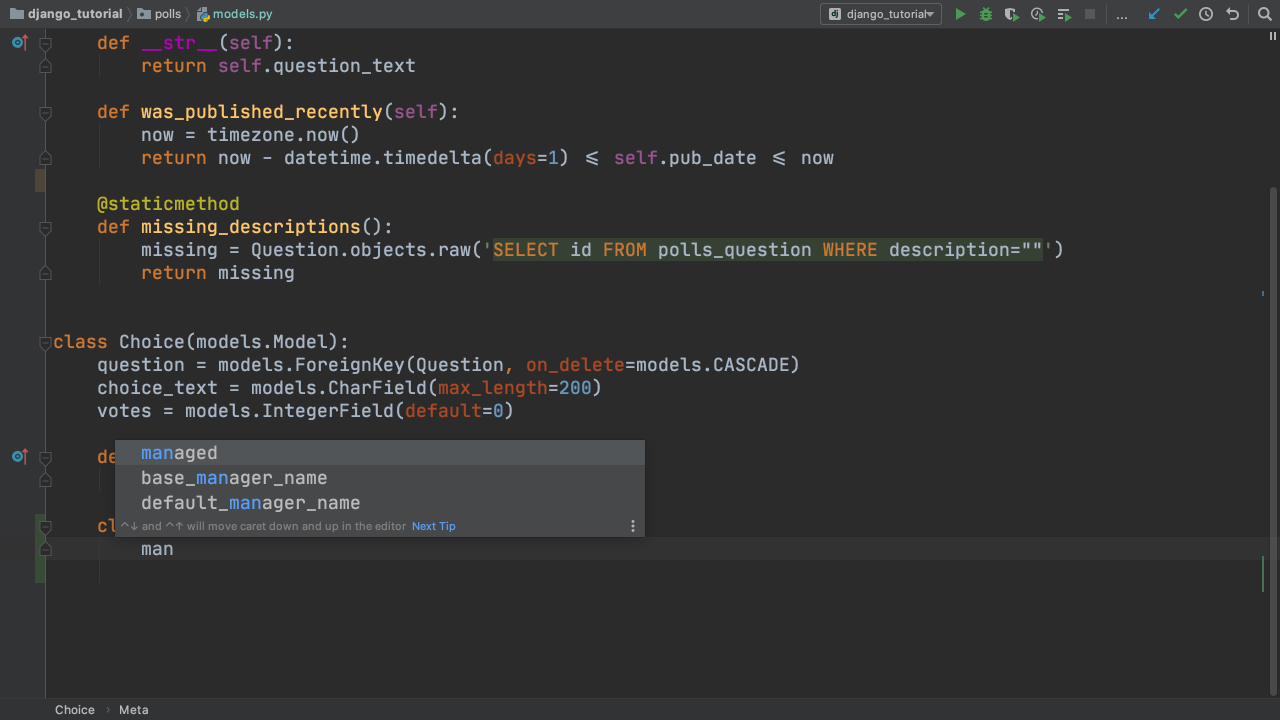 django_tutorial polls models.py django_tutorial ...
def __str__(self):
return self.question_text
def was_published_recently(self):
now = timezone.now()
return now - datetime.timedelta(days=1) <= self.pub_date <= now
@staticmethod
def missing_descriptions():
missing = Question.objects.raw('SELECT id FROM polls_question WHERE description=""')
return missing
class Choice(models.Model):
question = models.ForeignKey(Question, on_delete=models.CASCADE)
choice_text = models.CharField(max_length=200)
votes = models.IntegerField(default=0)
de
managed
base_manager_name
default_manager_name
cl
^↓ and ^↑ will move caret down and up in the editor Next Tip
man
Choice › Meta